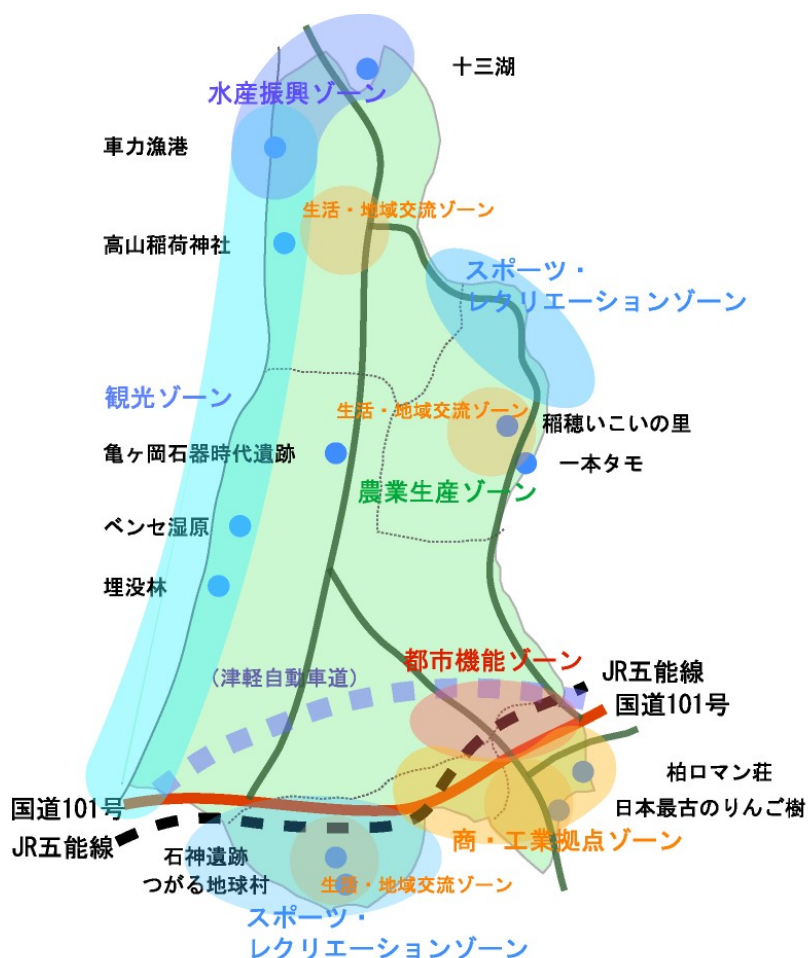 十三湖
水産振興ゾーン
車力漁港
生活・地域交流ゾーン
高山稲荷神社
スポーツ・
レクリエーションゾーン
観光ゾーン
生活・地域交流ゾーン
稲穂いこいの里
亀ヶ岡石器時代遺跡
一本タモ
農業生産ゾーン
ベンセ湿原
埋没林
都市機能ゾーン
(津軽自動車道)
JR五能線
国道101号
柏ロマン荘
国道101号
日本最古のりんご樹
商・工業拠点ゾーン
JR五能線
石神遺跡
つがる地球村
生活・地域交流ゾーン
スポーツ・
レクリエーションゾーン